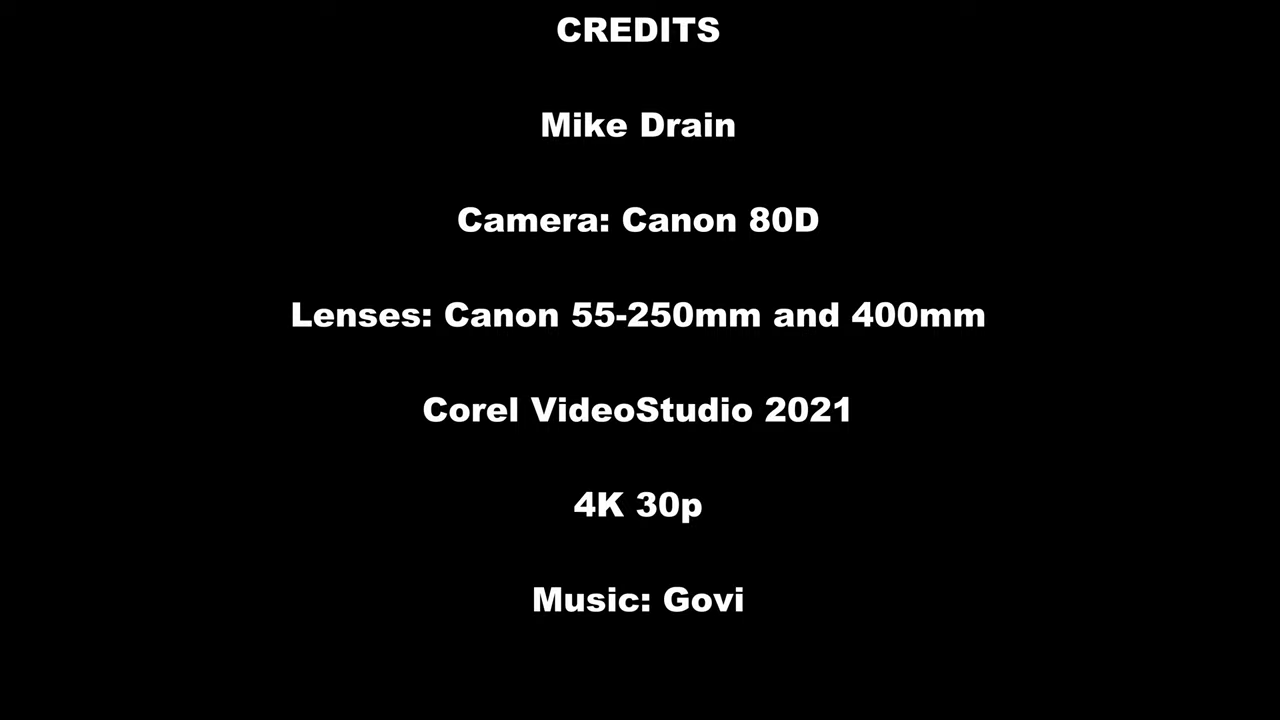 CREDITS
Mike Drain
Camera: Canon 80D
Lenses: Canon 55-250mm and 400mm
Corel VideoStudio 2021
4K 30p
Music: Govi